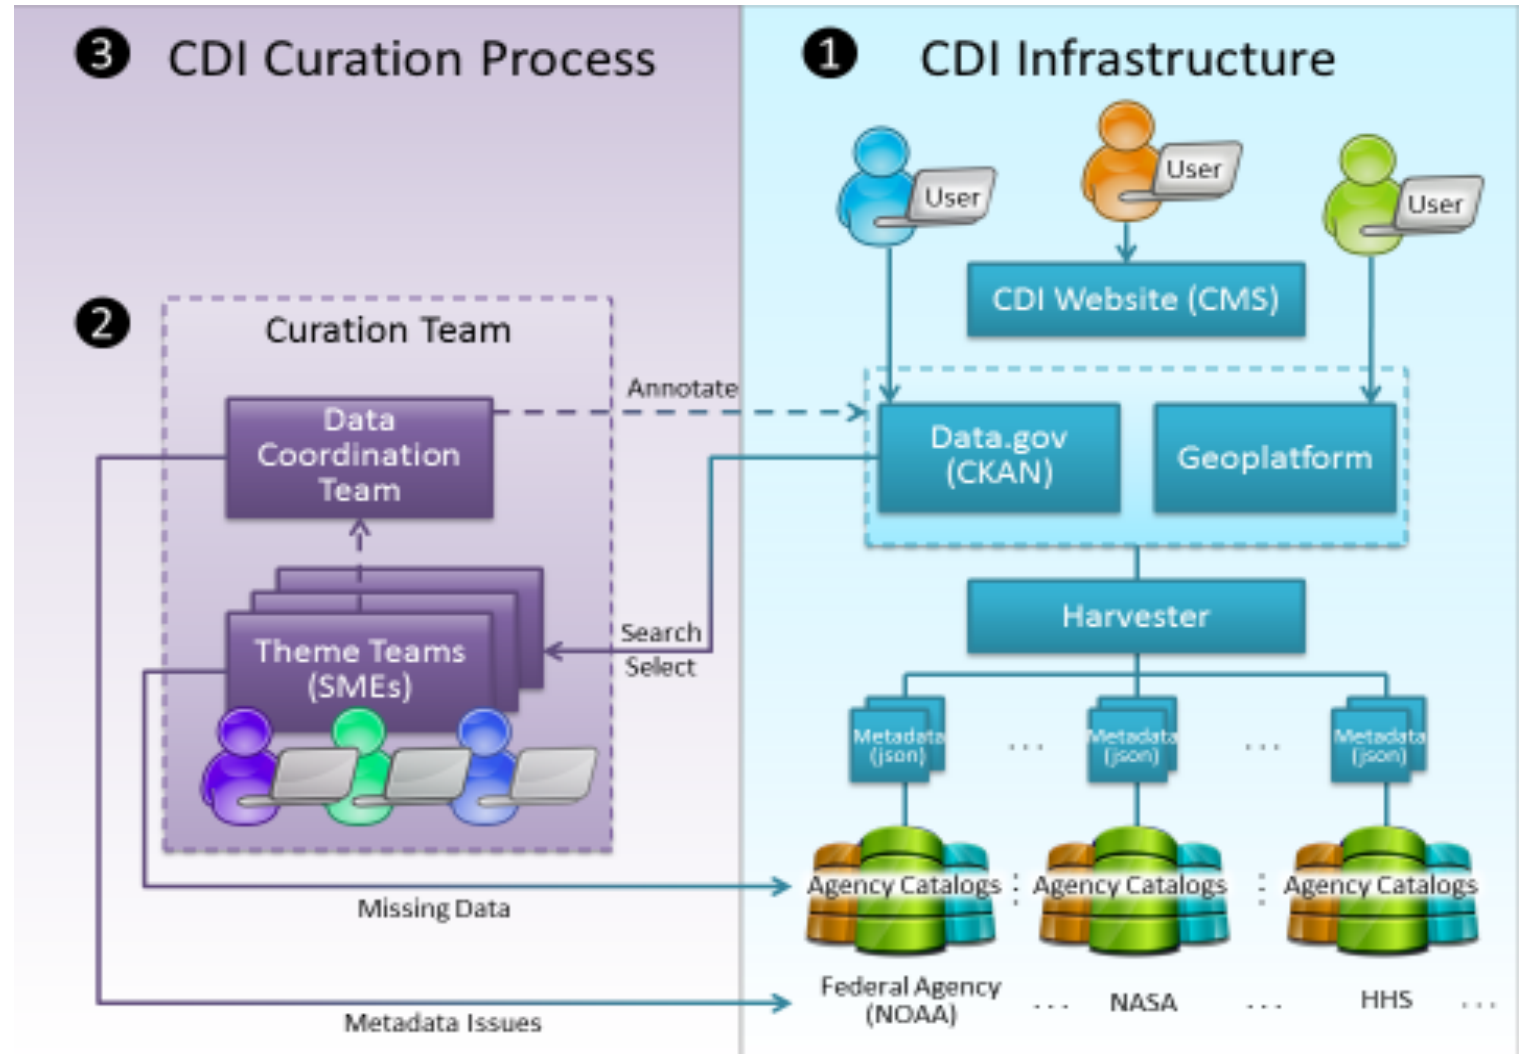 3 CDI Curation Process
1 CDI Infrastructure
User
User
User
CDI Website (CMS)
2
Curation Team
Annotate
Data
Coordination
Team
Data.gov
(CKAN)
Geoplatform
Harvester
Search
Select
Theme Teams
(SMEs)
Metadata
(json)
...
Metadata
(json)
...
Metadata
(json)
Agency Catalogs
Agency Catalogs
Agency Catalogs
Missing Data
Federal Agency
(NOAA)
...
NASA
...
HHS
...
Metadata Issues